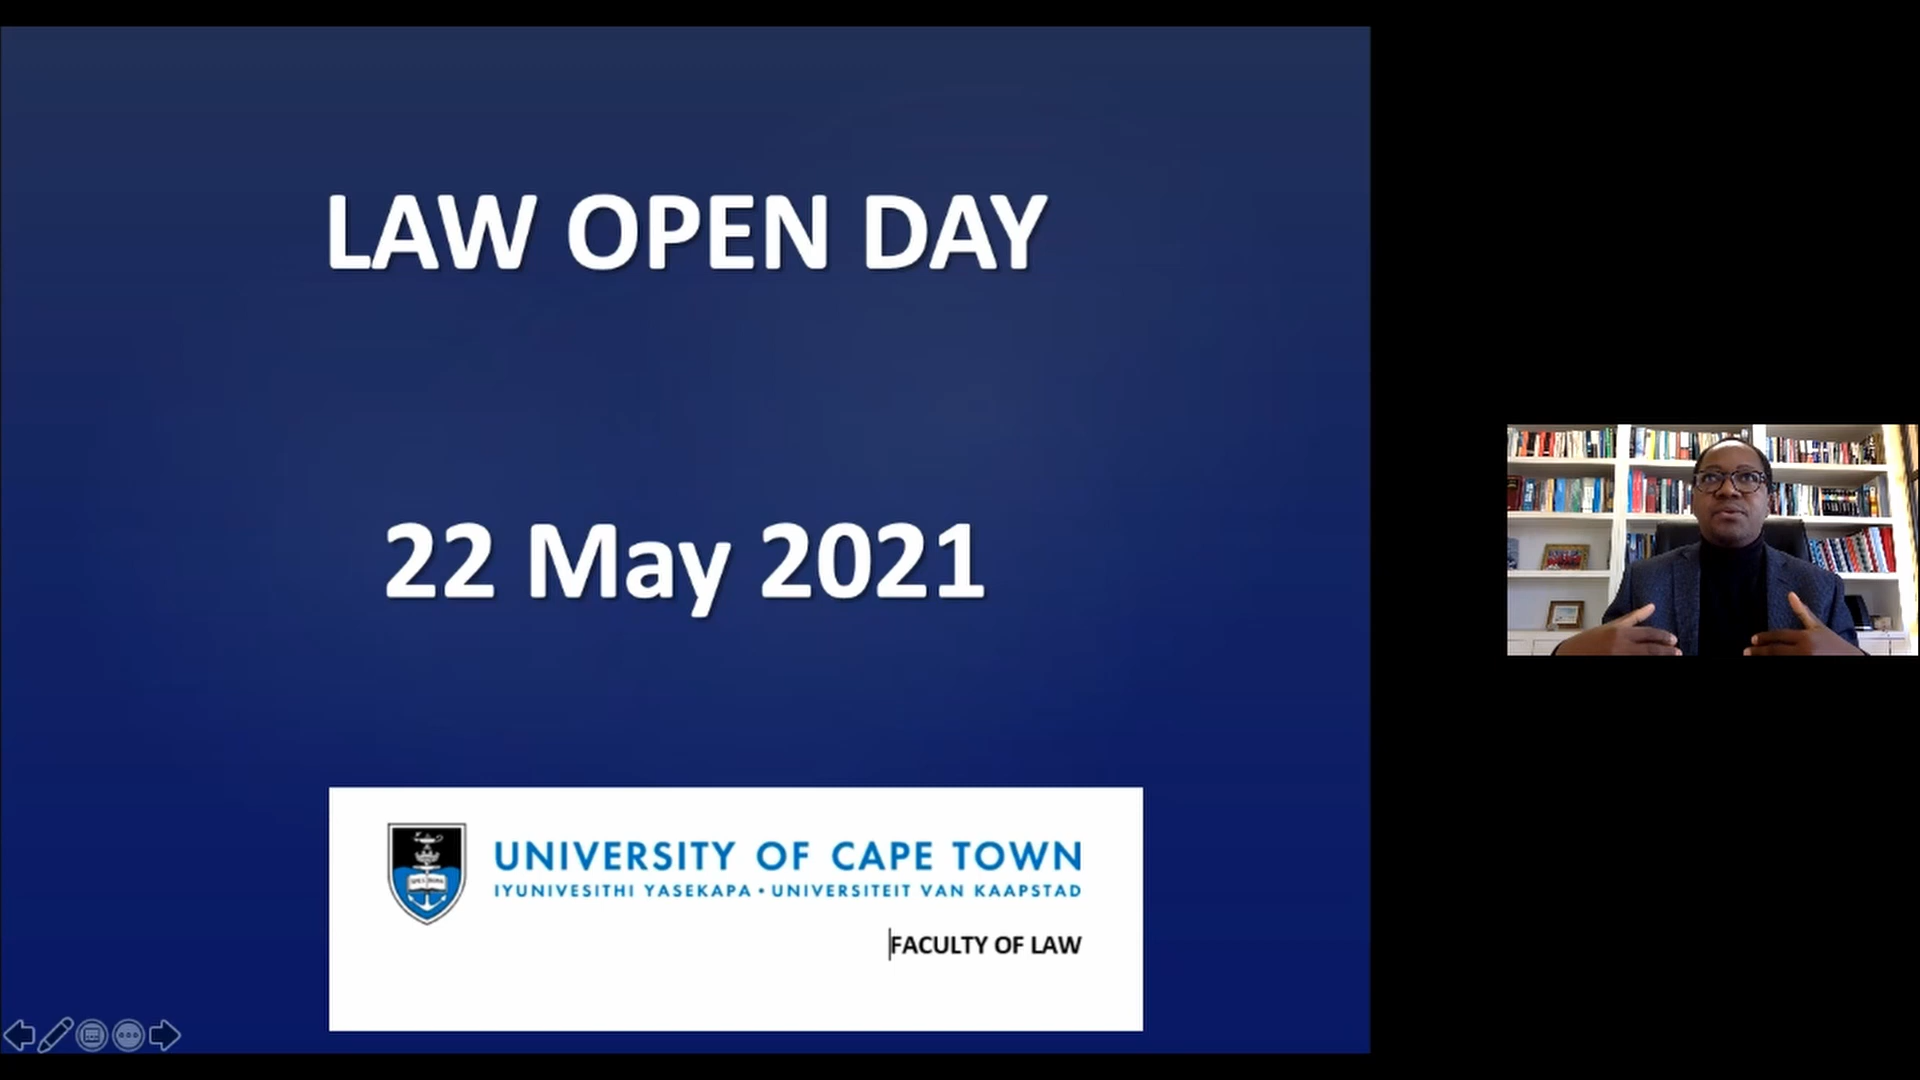 LAW OPEN DAY
22 May 2021
UNIVERSITY OF CAPE TOWN
IYUNIVESITHI YASEKAPA • UNIVERSITEIT VAN KAAPSTAD
FACULTY OF LAW